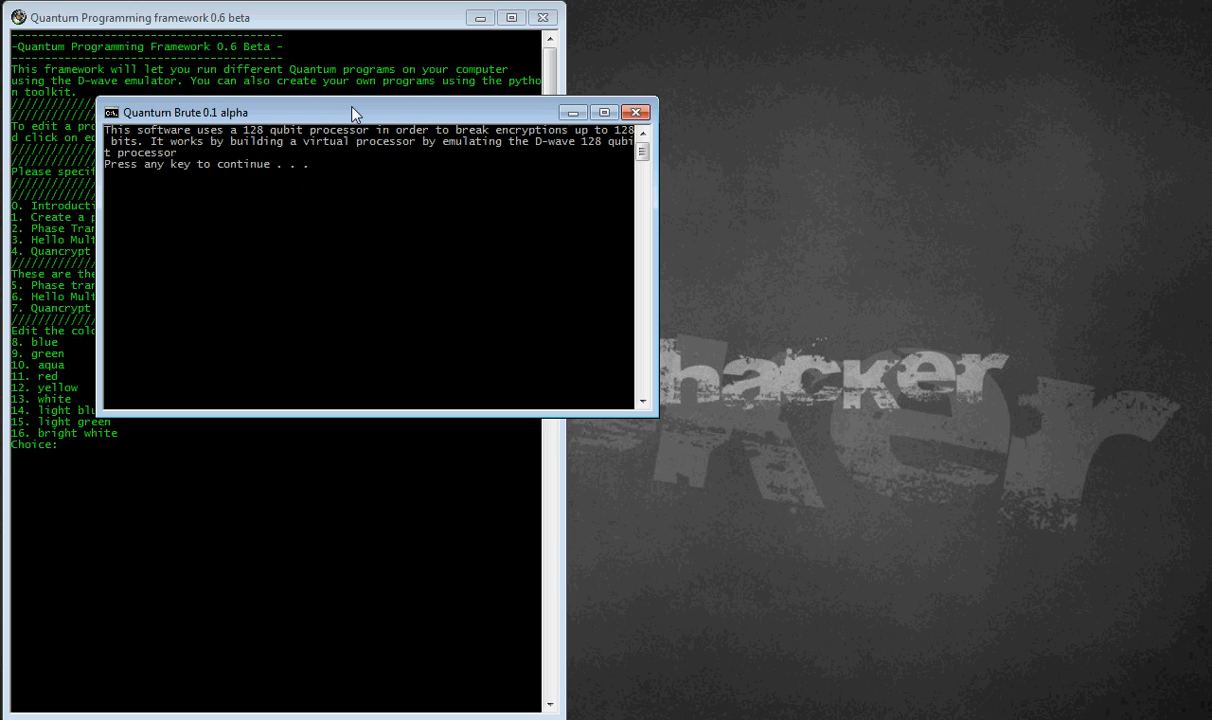 Quantum Programming framework 0.6 beta
----------------------------------------
-Quantum Programming Framework 0.6 Beta -
----------------------------------------
This framework will let you run different Quantum programs on your computer
using the D-wave emulator. You can also create your own programs using the pytho
n toolkit.
/////////////
/////////////
To edit a pro
d click on ed
/////////////
/////////////
Please specif
/////////////
/////////////
0. Introducti
1. Create a p
2. Phase Tran
3. Hello Mult
4. Quancrypt
/////////////
These are the
5. Phase tran
6. Hello Mult
7. Quancrypt
/////////////
Edit the colo
8. blue
9. green
10. aqua
11. red
12. yellow
13. white
14. light blu
15. light green
16. bright white
Choice:
Quantum Brute 0.1 alpha
This software uses a 128 qubit processor in order to break encryptions up to 128
bits. It works by building a virtual processor by emulating the D-wave 128 qubi
t processor
Press any key to continue . . .
hacker